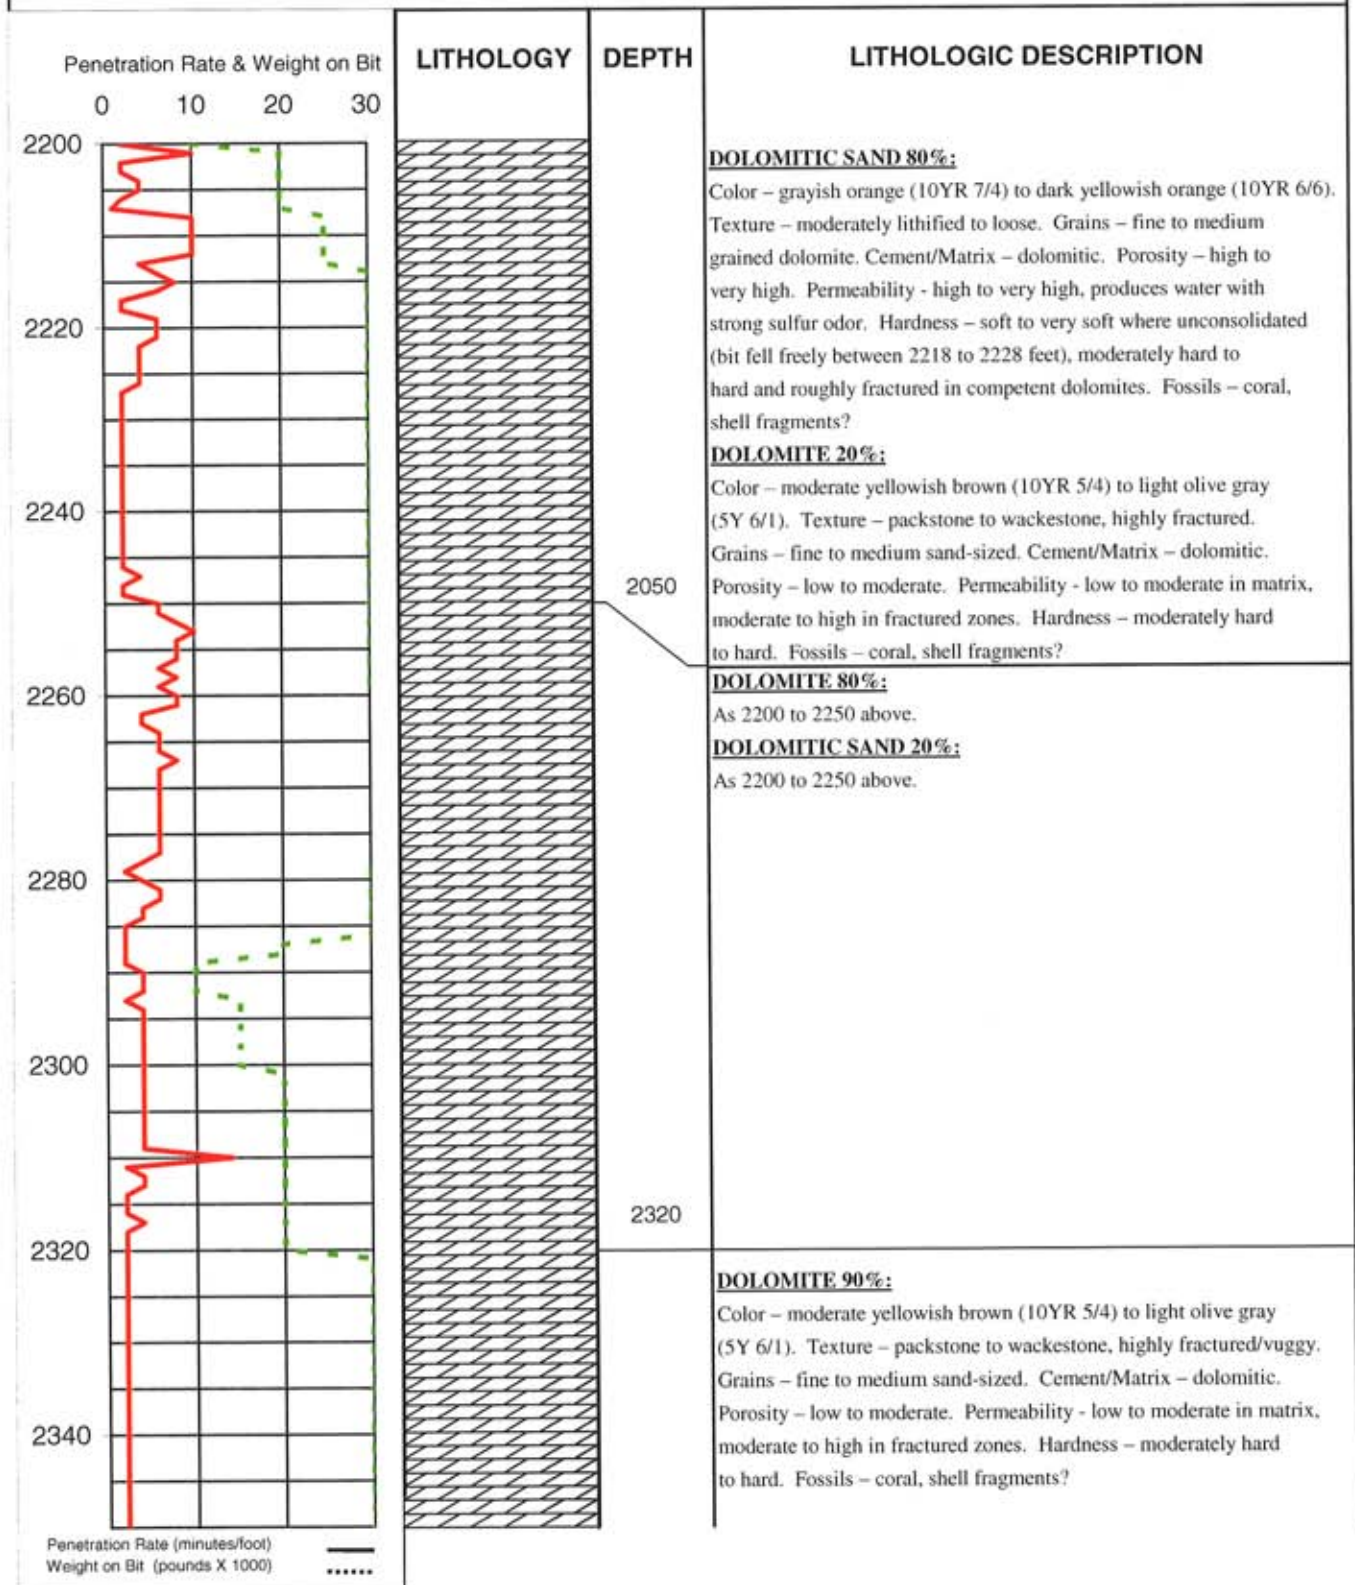 Penetration Rate & Weight on Bit
LITHOLOGY
DEPTH
LITHOLOGIC DESCRIPTION
0 10 20 30
2200
2220
2240
2260
2280
2300
2320
2340
2050
2320
DOLOMITIC SAND 80%:
Color – grayish orange (10YR 7/4) to dark yellowish orange (10YR 6/6).
Texture – moderately lithified to loose. Grains – fine to medium
grained dolomite. Cement/Matrix – dolomitic. Porosity – high to
very high. Permeability - high to very high, produces water with
strong sulfur odor. Hardness – soft to very soft where unconsolidated
(bit fell freely between 2218 to 2228 feet), moderately hard to
hard and roughly fractured in competent dolomites. Fossils – coral,
shell fragments?
DOLOMITE 20%:
Color – moderate yellowish brown (10YR 5/4) to light olive gray
(5Y 6/1). Texture – packstone to wackestone, highly fractured.
Grains – fine to medium sand-sized. Cement/Matrix – dolomitic.
Porosity – low to moderate. Permeability - low to moderate in matrix,
moderate to high in fractured zones. Hardness – moderately hard
to hard. Fossils – coral, shell fragments?
DOLOMITE 80%:
As 2200 to 2250 above.
DOLOMITIC SAND 20%:
As 2200 to 2250 above.
DOLOMITE 90%:
Color – moderate yellowish brown (10YR 5/4) to light olive gray
(5Y 6/1). Texture – packstone to wackestone, highly fractured/vuggy.
Grains – fine to medium sand-sized. Cement/Matrix – dolomitic.
Porosity – low to moderate. Permeability - low to moderate in matrix,
moderate to high in fractured zones. Hardness – moderately hard
to hard. Fossils – coral, shell fragments?
Penetration Rate (minutes/foot)
Weight on Bit (pounds X 1000)